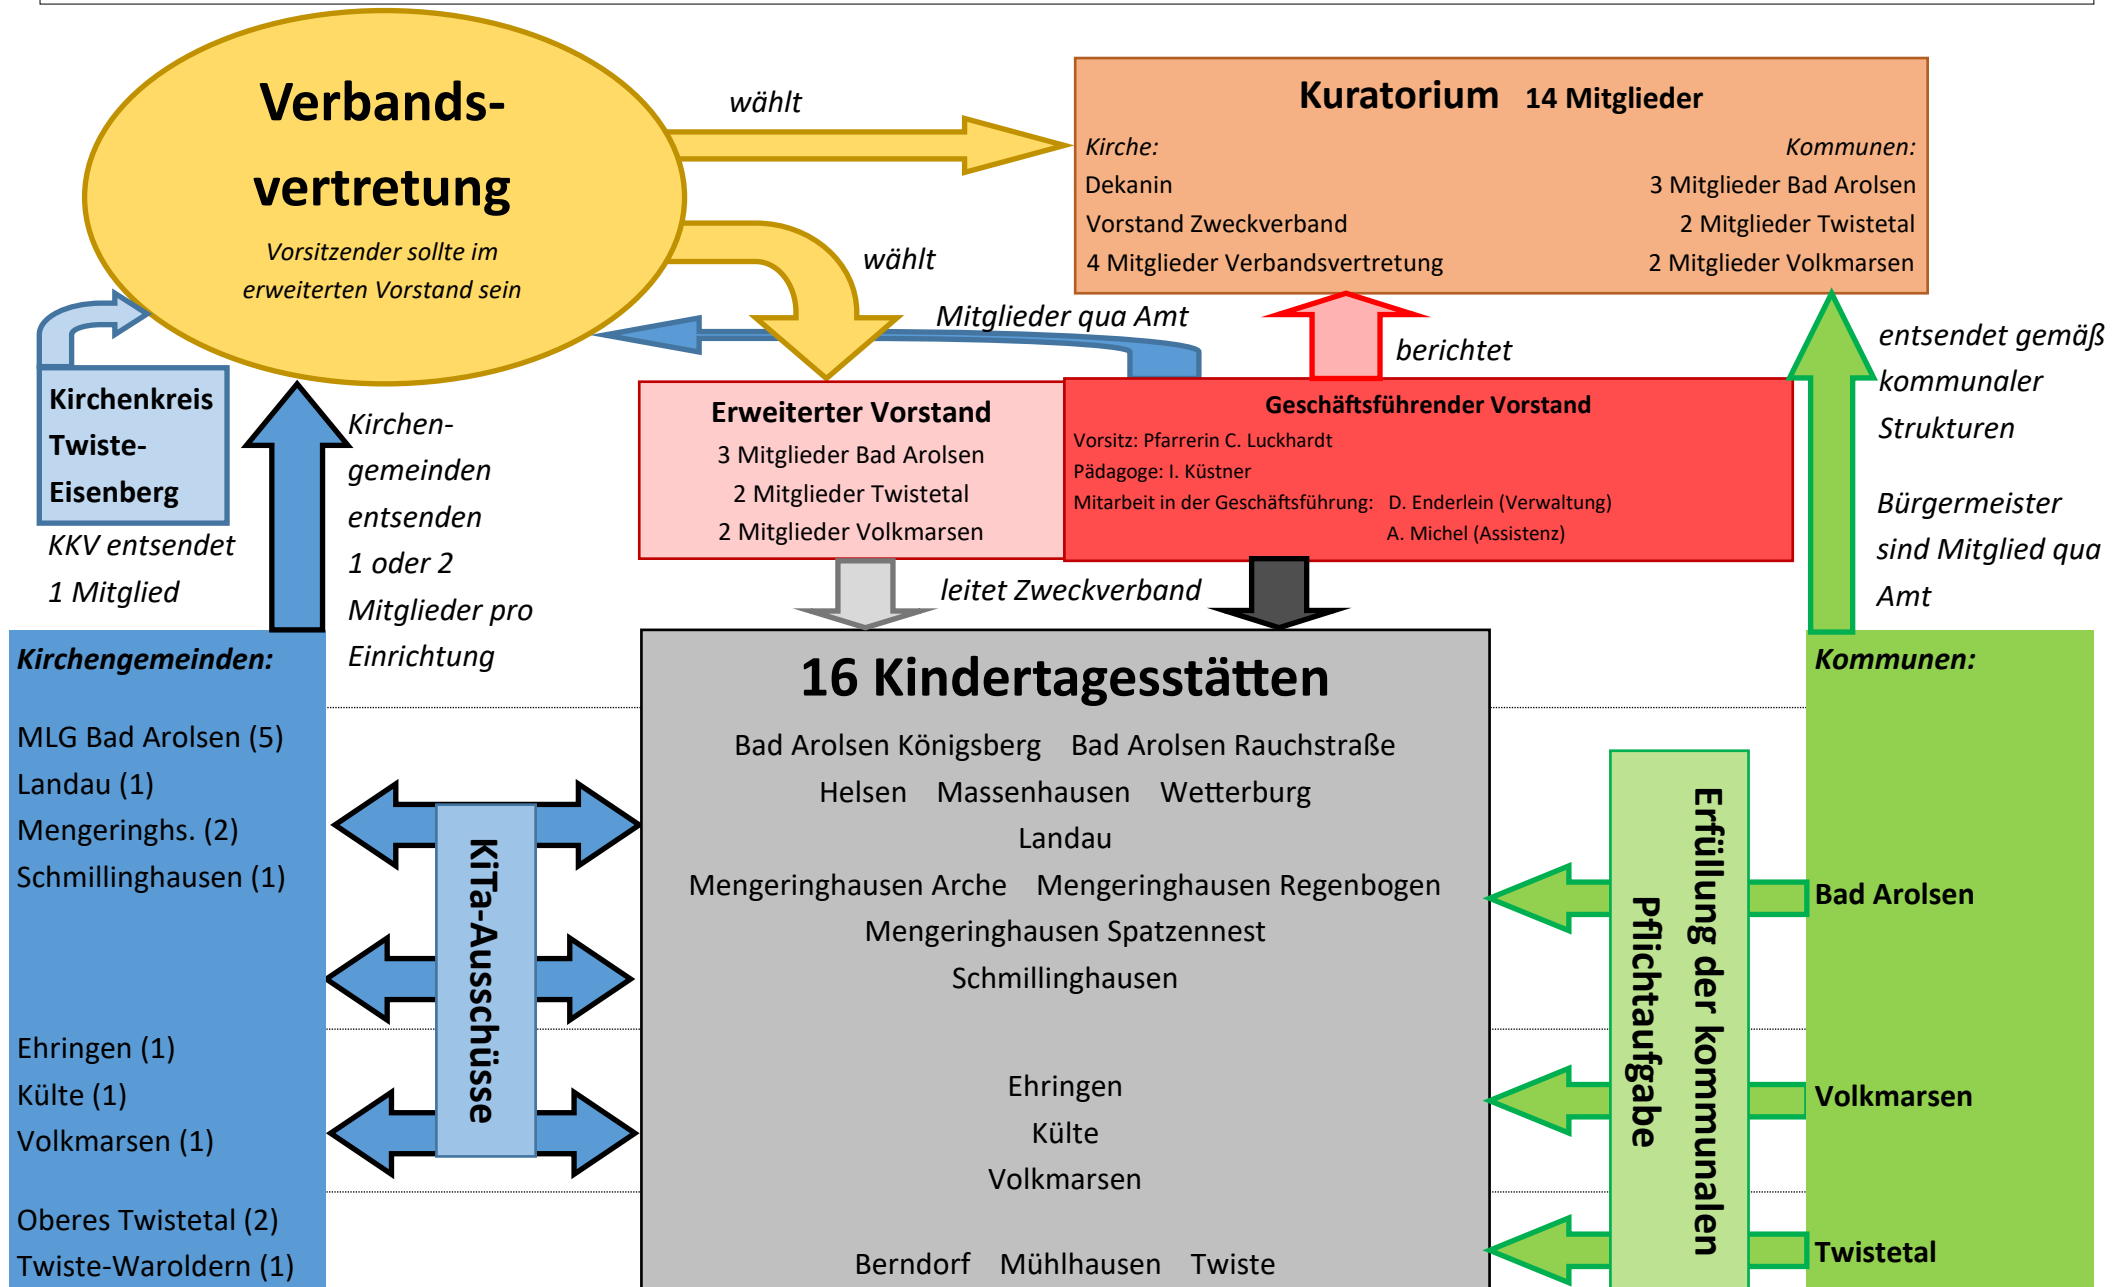 Verbands-
vertretung
Vorsitzender sollte im
erweiterten Vorstand sein
wählt
wählt
Kuratorium 14 Mitglieder
Kirche:
Dekanin
Vorstand Zweckverband
4 Mitglieder Verbandsvertretung
Kommunen:
3 Mitglieder Bad Arolsen
2 Mitglieder Twistetal
2 Mitglieder Volkmarsen
Mitglieder qua Amt
berichtet
entsendet gemäß
kommunaler
Strukturen
Bürgermeister
sind Mitglied qua
Amt
Kirchenkreis
Twiste-
Eisenberg
KKV entsendet
1 Mitglied
Kirchen-
gemeinden
entsenden
1 oder 2
Mitglieder pro
Einrichtung
Erweiterter Vorstand
3 Mitglieder Bad Arolsen
2 Mitglieder Twistetal
2 Mitglieder Volkmarsen
Geschäftsführender Vorstand
Vorsitz: Pfarrerin C. Luckhardt
Pädagoge: I. Küstner
Mitarbeit in der Geschäftsführung: D. Enderlein (Verwaltung)
A. Michel (Assistenz)
leitet Zweckverband
Kirchengemeinden:
MLG Bad Arolsen (5)
Landau (1)
Mengeringhs. (2)
Schmillinghausen (1)
Ehringen (1)
Külte (1)
Volkmarsen (1)
Oberes Twistetal (2)
Twiste-Waroldern (1)
KiTa-Ausschüsse
16 Kindertagesstätten
Bad Arolsen Königsberg Bad Arolsen Rauchstraße
Helsen Massenhausen Wetterburg
Landau
Mengeringhausen Arche Mengeringhausen Regenbogen
Mengeringhausen Spatzennest
Schmillinghausen
Ehringen
Külte
Volkmarsen
Berndorf Mühlhausen Twiste
Erfüllung der kommunalen
Pflichtaufgabe
Kommunen:
Bad Arolsen
Volkmarsen
Twistetal